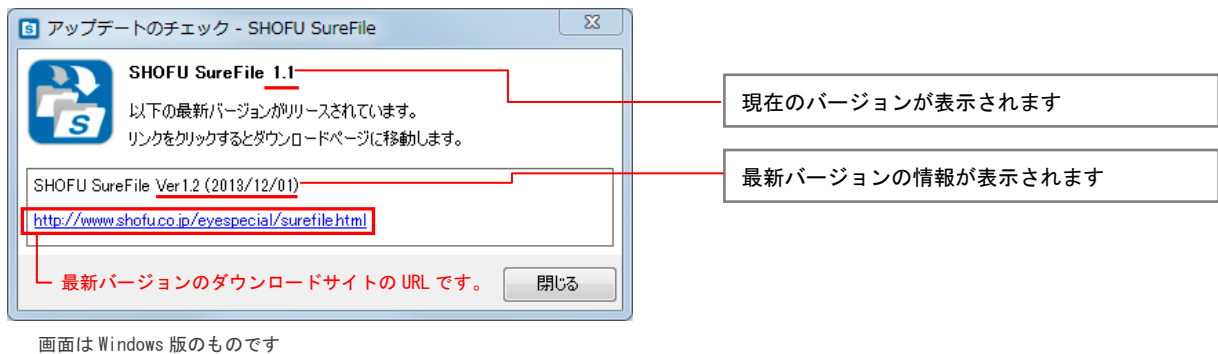 アップデートのチェック - SHOFU SureFile
SHOFU SureFile 1.1
以下の最新バージョンがリリースされています。
リンクをクリックするとダウンロードページに移動します。
現在のバージョンが表示されます
SHOFU SureFile Ver1.2 (2013/12/01)
最新バージョンの情報が表示されます
http://www.shofu.co.jp/eyespecial/surefile.html
最新バージョンのダウンロードサイトの URL です。
閉じる
画面は Windows 版のものです